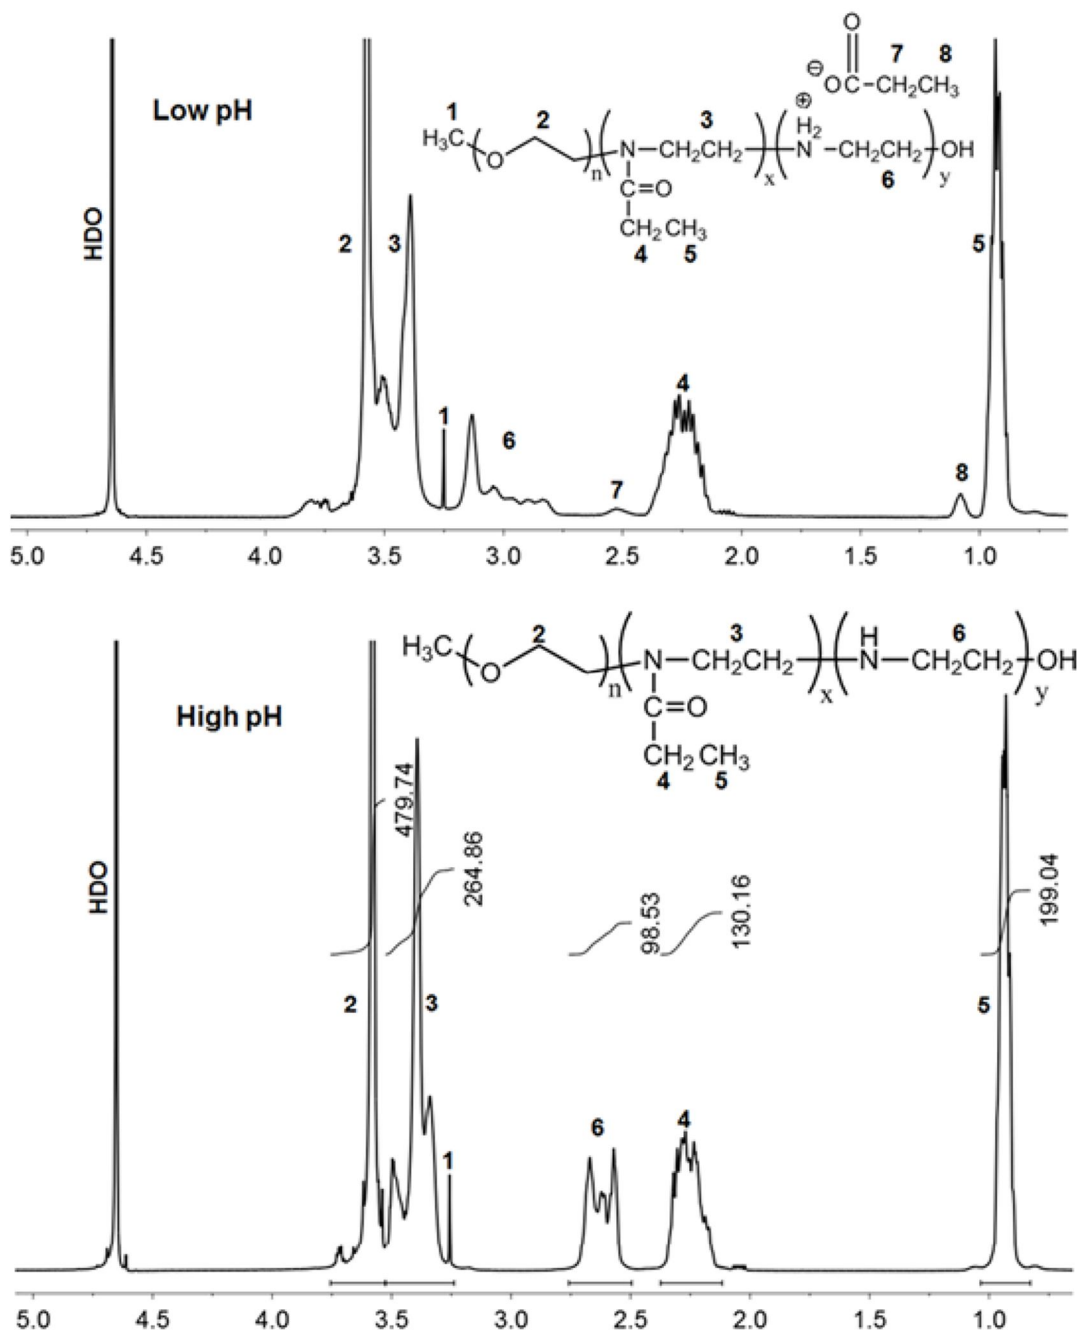 Low pH
O
7 8
⊖
OC–CH₂CH₃
⊕
1 2 3 H₂
H₃C O n N–CH₂CH₂ x N–CH₂CH₂ y OH
6
C=O
CH₂CH₃
4 5
HDO
2
3
1
6
7
4
8
5
5.0 4.5 4.0 3.5 3.0 2.5 2.0 1.5 1.0
High pH
2 3 H 6
H₃C O n N–CH₂CH₂ x N–CH₂CH₂ y OH
C=O
CH₂CH₃
4 5
HDO
479.74
264.86
98.53
130.16
199.04
2
3
1
6
4
5
5.0 4.5 4.0 3.5 3.0 2.5 2.0 1.5 1.0